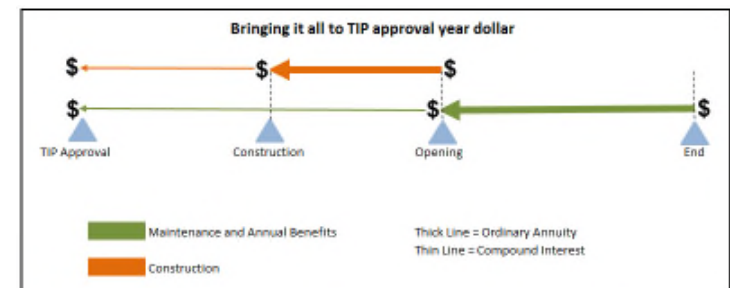 Bringing it all to TIP approval year dollar
$ $ $
$ $ $
TIP Approval Construction Opening End
Maintenance and Annual Benefits Thick Line = Ordinary Annuity
Thin Line = Compound Interest
Construction